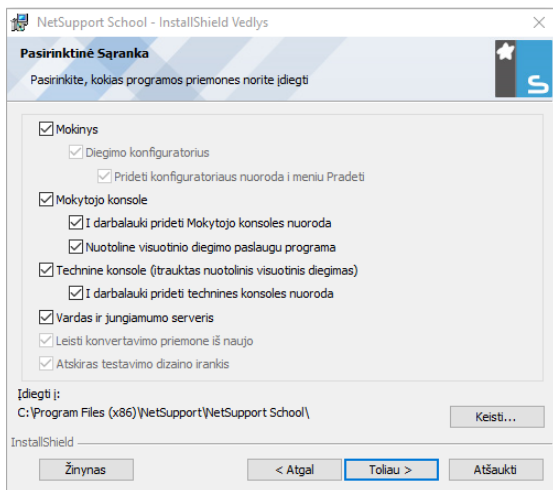 NetSupport School - InstallShield Vedlys
Pasirinktinė Sąranka
Pasirinkite, kokias programos priemones norite įdiegti
S
Mokinys
Diegimo konfiguratorius
Prideti konfiguratoriaus nuoroda i meniu Pradeti
Mokytojo konsole
I darbalauki prideti Mokytojo konsoles nuoroda
Nuotoline visuotinio diegimo paslaugu programa
Technine konsole (itrauktas nuotolinis visuotinis diegimas)
I darbalauki prideti technines konsoles nuoroda
Vardas ir jungiamumo serveris
Leisti konvertavimo priemone iš naujo
Atskiras testavimo dizaino irankis
Įdiegti į:
C:\Program Files (x86)\NetSupport\NetSupport School\
Keisti...
InstallShield
Žinynas
< Atgal
Toliau >
Atšaukti